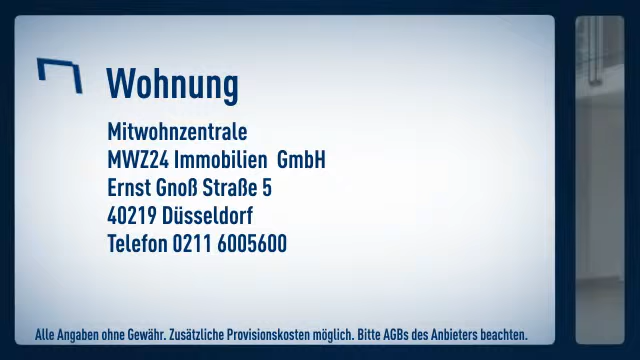 Wohnung
Mitwohnzentrale
MWZ24 Immobilien GmbH
Ernst Gnoß Straße 5
40219 Düsseldorf
Telefon 0211 6005600
Alle Angaben ohne Gewähr. Zusätzliche Provisionskosten möglich. Bitte AGBs des Anbieters beachten.